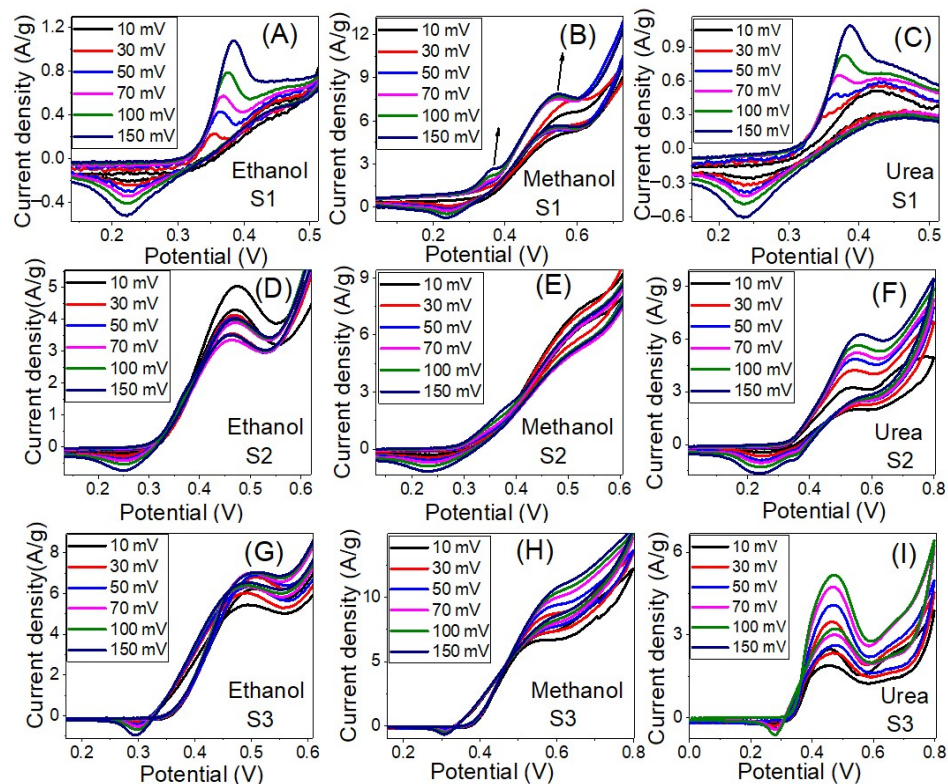 Current density (A/g)
1.2
0.8
0.4
0.0
–0.4
10 mV
30 mV
50 mV
70 mV
100 mV
150 mV
(A)
Ethanol
S1
0.2 0.3 0.4 0.5
Potential (V)
Current density (A/g)
12
9
6
3
0
10 mV
30 mV
50 mV
70 mV
100 mV
150 mV
(B)
Methanol
S1
0.2 0.4 0.6
Potential (V)
Current density (A/g)
0.9
0.6
0.3
0.0
–0.3
–0.6
10 mV
30 mV
50 mV
70 mV
100 mV
150 mV
(C)
Urea
S1
0.2 0.3 0.4 0.5
Potential (V)
Current density(A/g)
5
4
3
2
1
0
10 mV
30 mV
50 mV
70 mV
100 mV
150 mV
(D)
Ethanol
S2
0.2 0.3 0.4 0.5 0.6
Potential (V)
Current density (A/g)
9
6
3
0
10 mV
30 mV
50 mV
70 mV
100 mV
150 mV
(E)
Methanol
S2
0.2 0.3 0.4 0.5 0.6
Potential (V)
Current density (A/g)
9
6
3
0
10 mV
30 mV
50 mV
70 mV
100 mV
150 mV
(F)
Urea
S2
0.2 0.4 0.6 0.8
Potential (V)
Current density(A/g)
8
6
4
2
0
10 mV
30 mV
50 mV
70 mV
100 mV
150 mV
(G)
Ethanol
S3
0.2 0.3 0.4 0.5 0.6
Potential (V)
Current density (A/g)
10
5
0
10 mV
30 mV
50 mV
70 mV
100 mV
150 mV
(H)
Methanol
S3
0.2 0.4 0.6 0.8
Potential (V)
Current density (A/g)
6
3
0
10 mV
30 mV
50 mV
70 mV
100 mV
150 mV
(I)
Urea
S3
0.0 0.2 0.4 0.6 0.8
Potential (V)